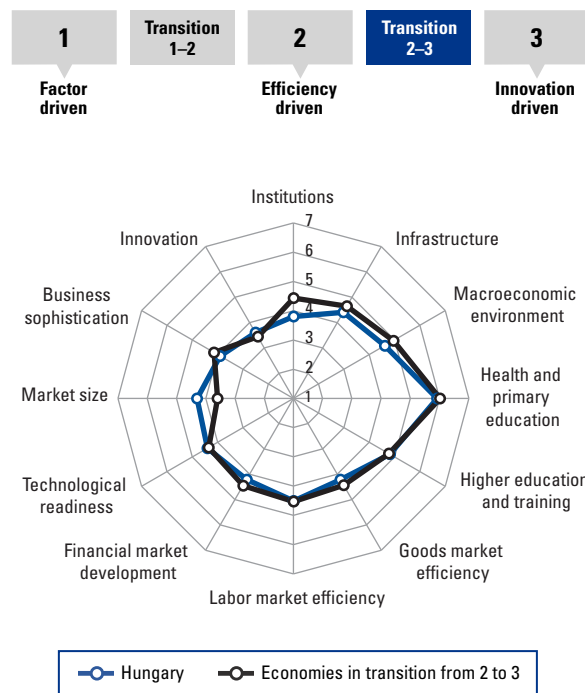 1
Transition
1–2
2
Transition
2–3
3
Factor
driven
Efficiency
driven
Innovation
driven
Institutions
7
6
5
4
3
2
1
Innovation
Infrastructure
Business
sophistication
Macroeconomic
environment
Market size
Health and
primary
education
Technological
readiness
Higher education
and training
Financial market
development
Goods market
efficiency
Labor market efficiency
Hungary
Economies in transition from 2 to 3